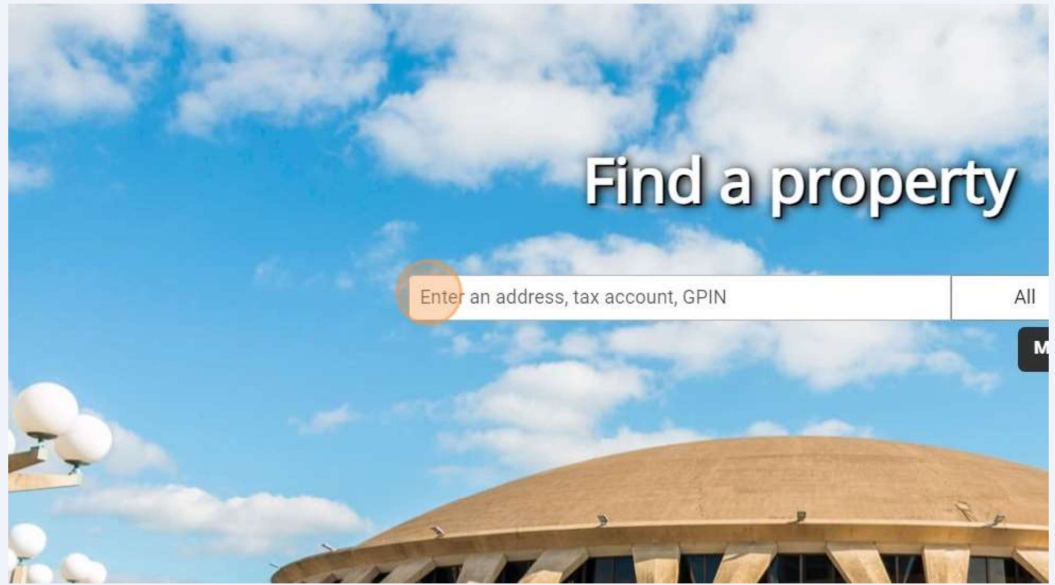 Find a property
Enter an address, tax account, GPIN
All
M